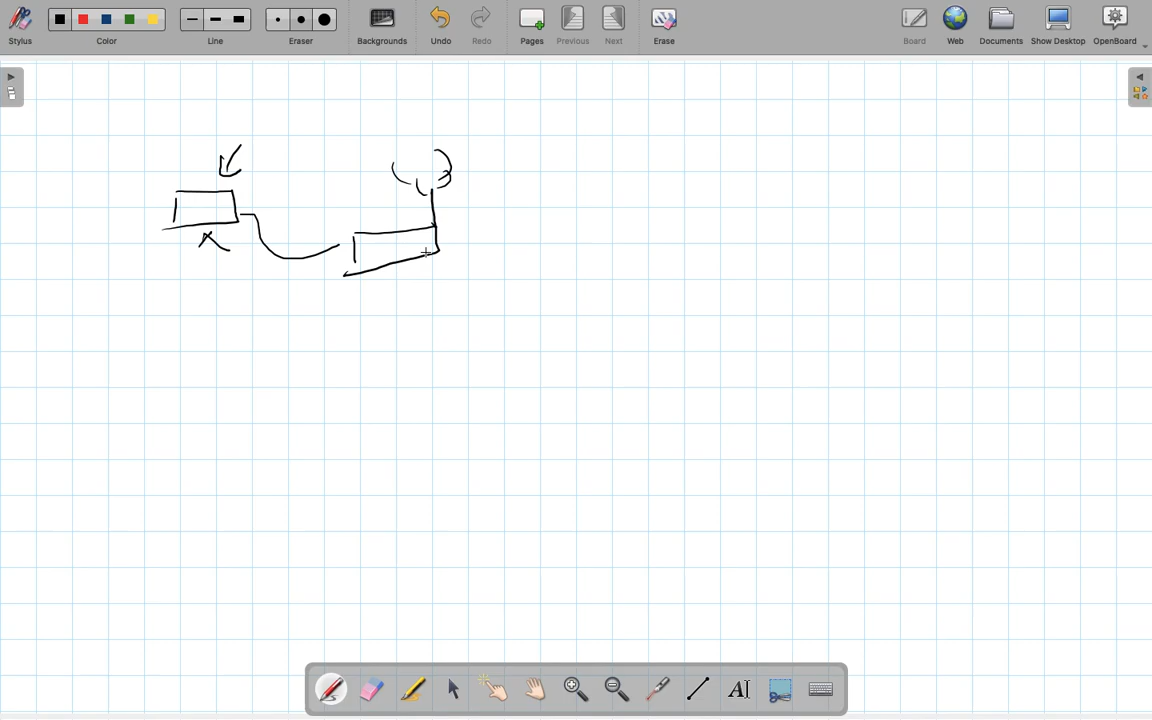 Stylus
Color
Line
Eraser
Backgrounds
Undo
Redo
Pages
Previous
Next
Erase
Board
Web
Documents
Show Desktop
OpenBoard